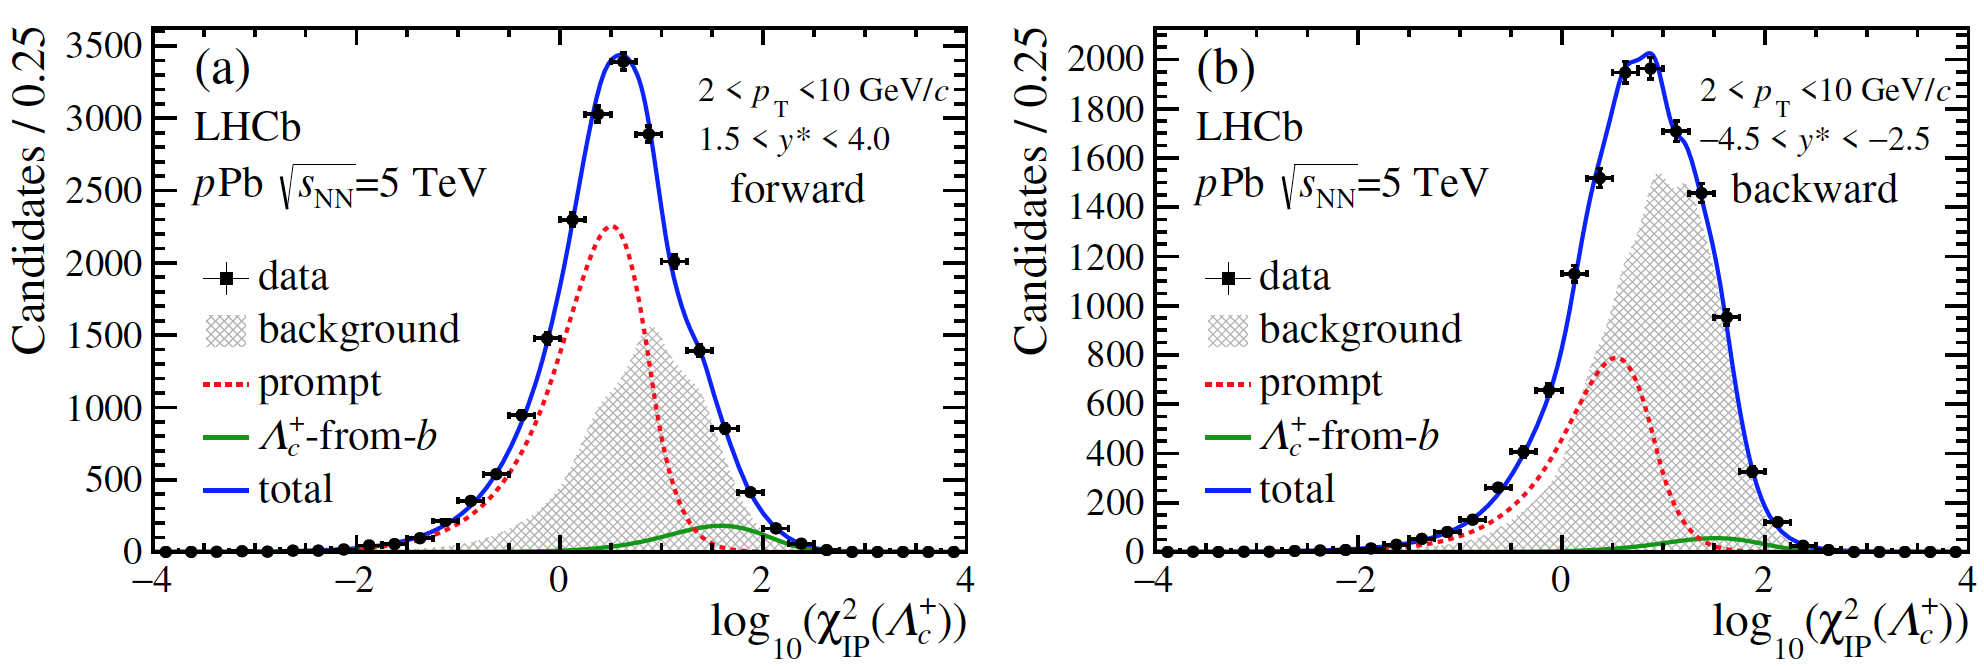 Candidates / 0.25
3500
3000
2500
2000
1500
1000
500
0
(a)
LHCb
pPb √sNN=5 TeV
2 < pT <10 GeV/c
1.5 < y* < 4.0
forward
data
background
prompt
Λc+-from-b
total
−4 −2 0 2 4
log10(χ2IP(Λc+))
Candidates / 0.25
2000
1800
1600
1400
1200
1000
800
600
400
200
0
(b)
LHCb
pPb √sNN=5 TeV
2 < pT <10 GeV/c
−4.5 < y* < −2.5
backward
data
background
prompt
Λc+-from-b
total
−4 −2 0 2 4
log10(χ2IP(Λc+))